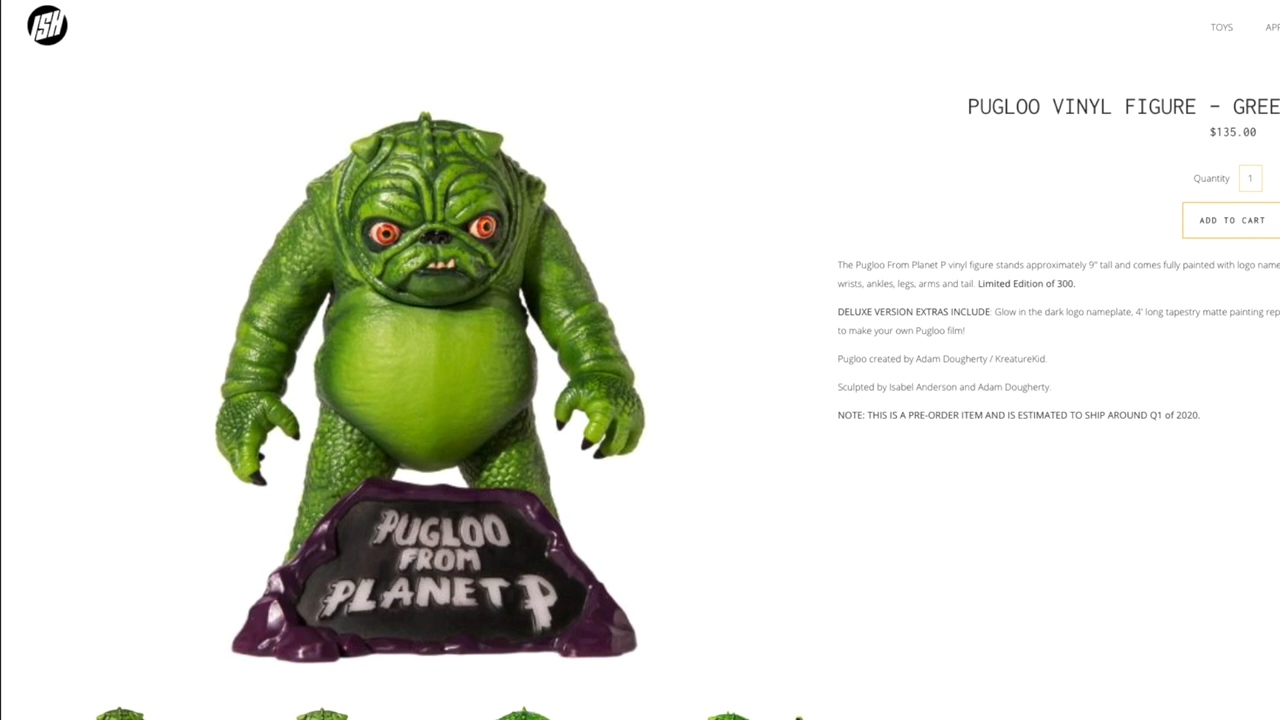 ISH
TOYS
PUGLOO VINYL FIGURE – GREE
$135.00
Quantity 1
ADD TO CART
The Pugloo From Planet P vinyl figure stands approximately 9" tall and comes fully painted with logo name
wrists, ankles, legs, arms and tail. Limited Edition of 300.
DELUXE VERSION EXTRAS INCLUDE: Glow in the dark logo nameplate, 4' long tapestry matte painting rep
to make your own Pugloo film!
Pugloo created by Adam Dougherty / KreatureKid.
Sculpted by Isabel Anderson and Adam Dougherty.
NOTE: THIS IS A PRE-ORDER ITEM AND IS ESTIMATED TO SHIP AROUND Q1 of 2020.
PUGLOO
FROM
PLANET P